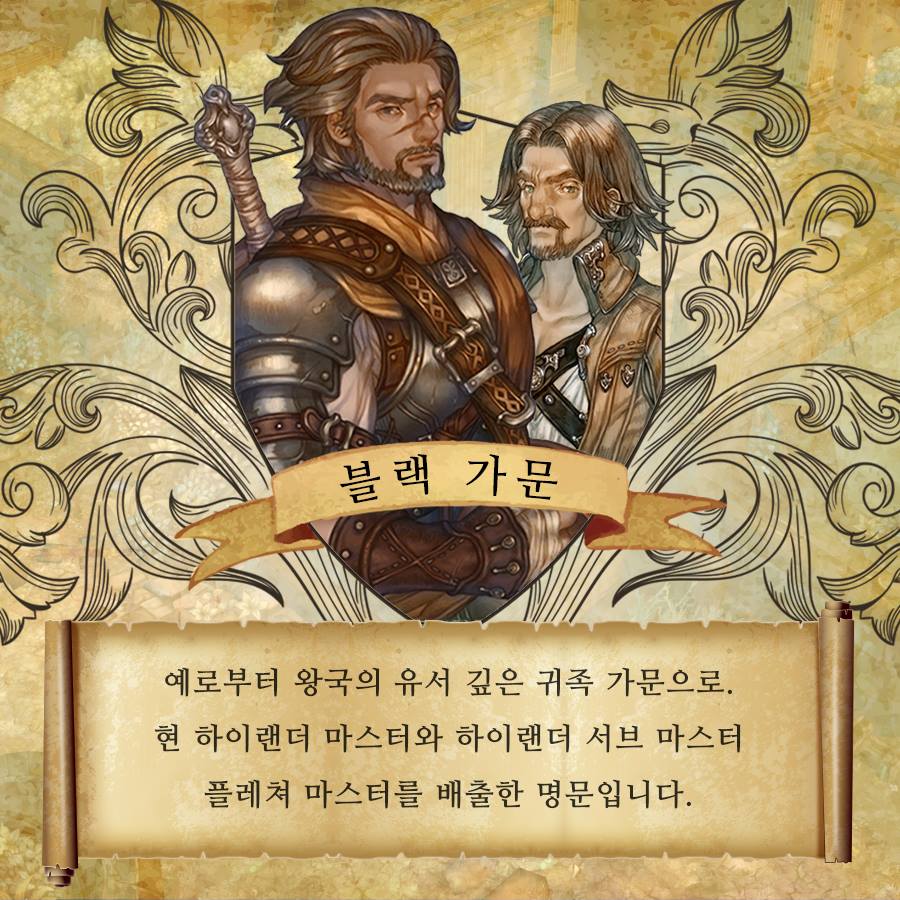 블랙 가문
예로부터 왕국의 유서 깊은 귀족 가문으로.
현 하이랜더 마스터와 하이랜더 서브 마스터
플레쳐 마스터를 배출한 명문입니다.